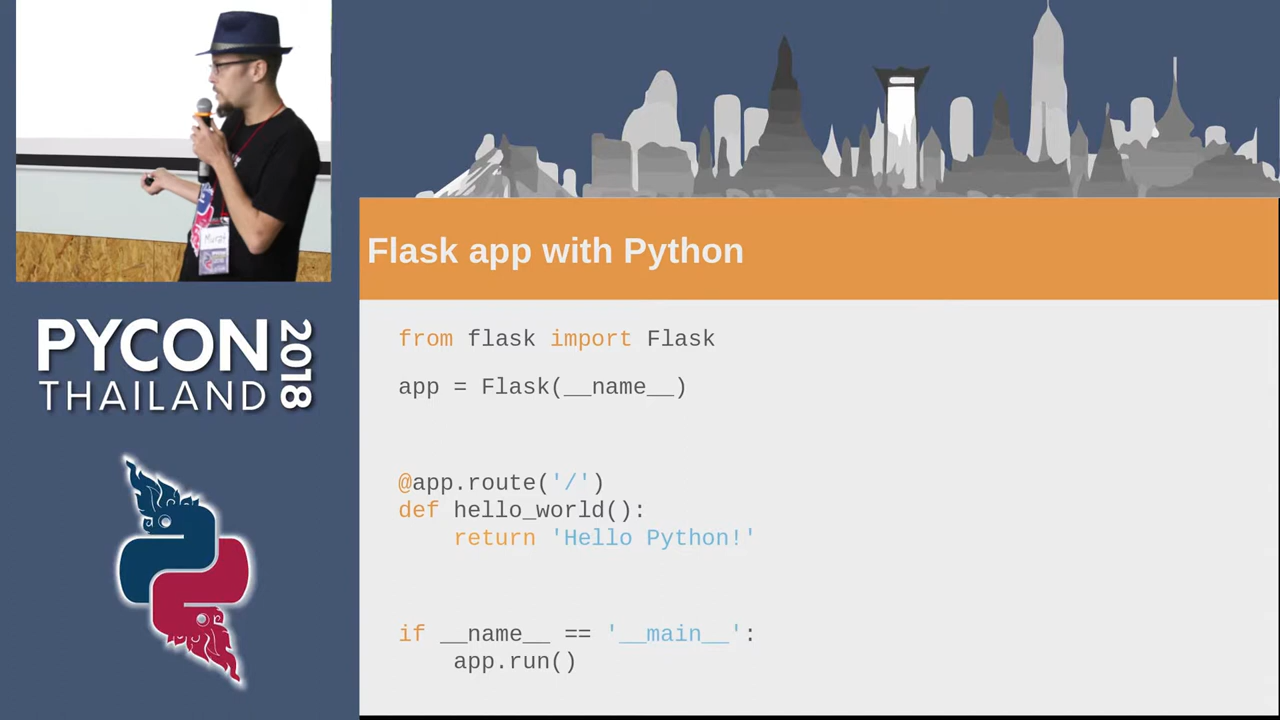 PYCON
THAILAND
2018
Flask app with Python
from flask import Flask
app = Flask(__name__)
@app.route('/')
def hello_world():
    return 'Hello Python!'
if __name__ == '__main__':
    app.run()